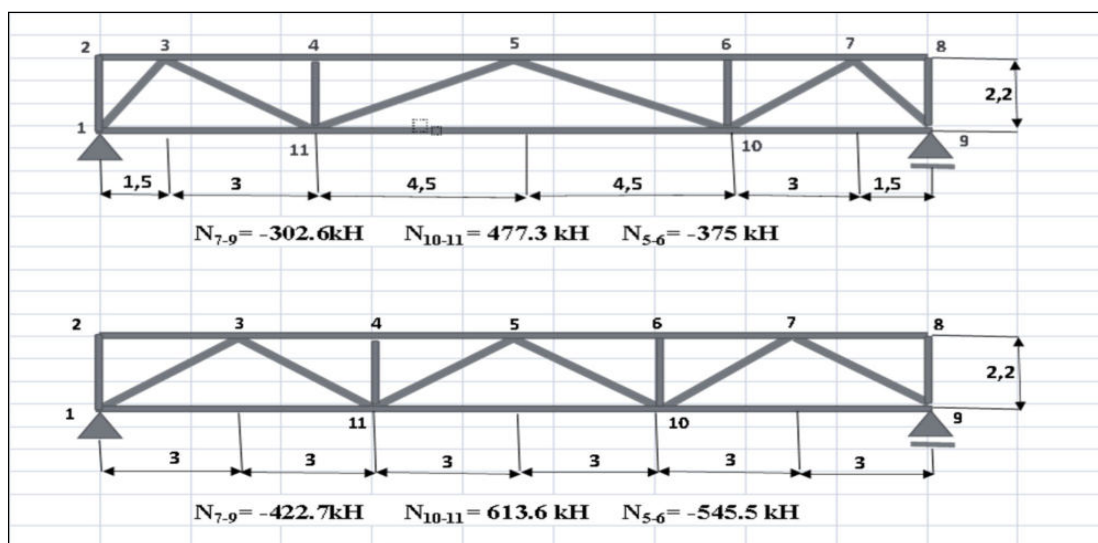 2 3 4 5 6 7 8
2,2
1 11 10 9
1,5 3 4,5 4,5 3 1,5
N7-9= -302.6kH N10-11= 477.3 kH N5-6= -375 kH
2 3 4 5 6 7 8
2,2
1 11 10 9
3 3 3 3 3 3
N7-9= -422.7kH N10-11= 613.6 kH N5-6= -545.5 kH